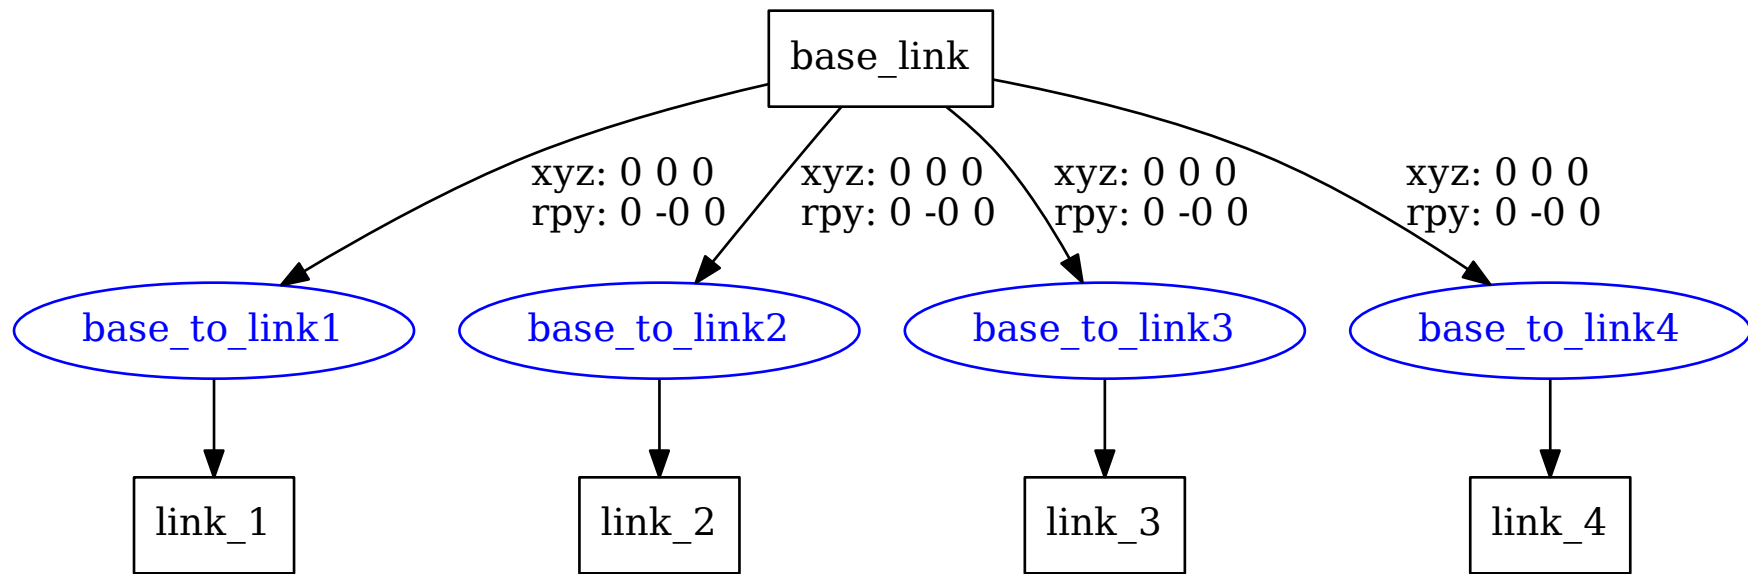 base_link
xyz: 0 0 0
rpy: 0 -0 0
xyz: 0 0 0
rpy: 0 -0 0
xyz: 0 0 0
rpy: 0 -0 0
xyz: 0 0 0
rpy: 0 -0 0
base_to_link1
base_to_link2
base_to_link3
base_to_link4
link_1
link_2
link_3
link_4